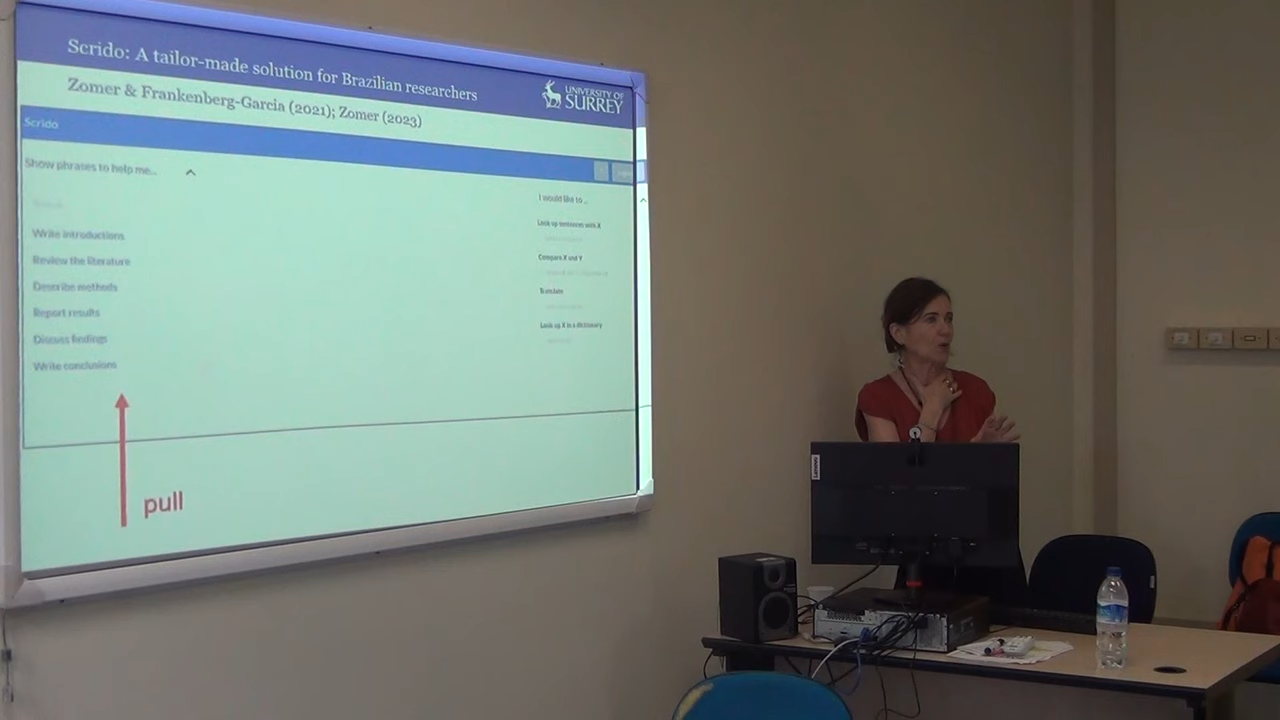 Scrido: A tailor-made solution for Brazilian researchers
UNIVERSITY OF
SURREY
Zomer & Frankenberg-Garcia (2021); Zomer (2023)
Scrido
Show phrases to help me...
I would like to ...
Write introductions
Review the literature
Describe methods
Report results
Discuss findings
Write conclusions
Look up sentences with X
Compare X and Y
Translate
Look up X in a dictionary
pull
Lenovo